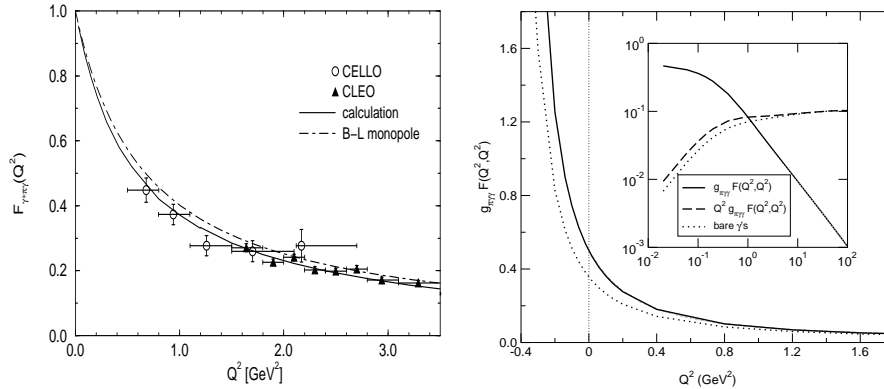 1.0
0.8
0.6
0.4
0.2
0.0
0.0
1.0
2.0
3.0
F γ*πγ(Q²)
Q² [GeV²]
CELLO
CLEO
calculation
B−L monopole
1.6
1.2
0.8
0.4
0.0
-0.4
0
0.4
0.8
1.2
1.6
g πγγ F(Q²,Q²)
Q² (GeV²)
10⁰
10⁻¹
10⁻²
10⁻³
10⁻²
10⁻¹
10⁰
10¹
10²
g πγγ F(Q²,Q²)
Q² g πγγ F(Q²,Q²)
bare γ's